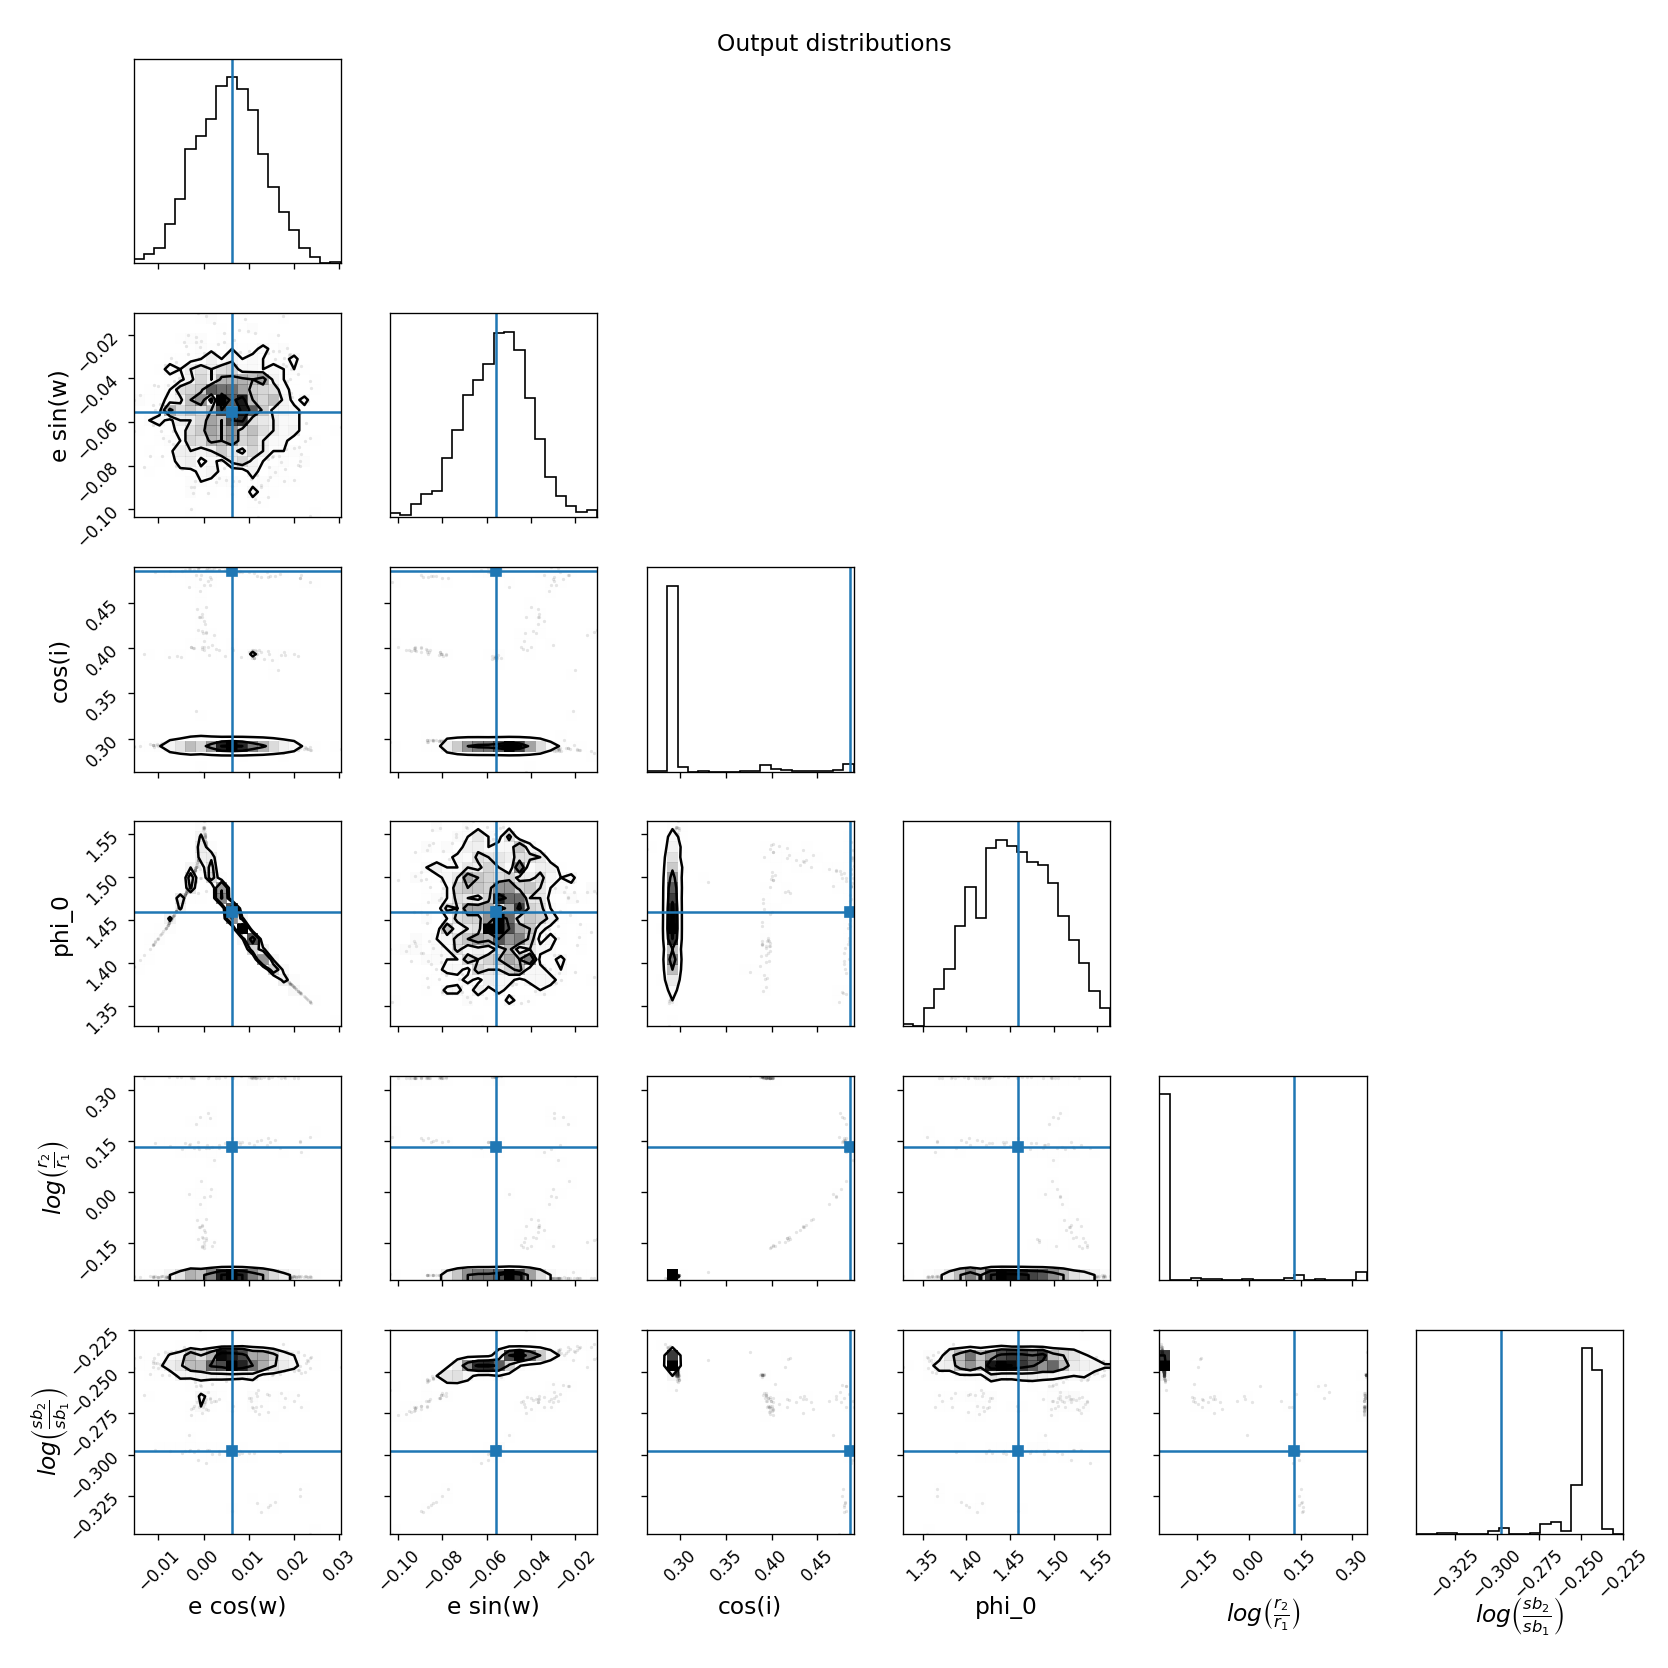 Output distributions
e sin(w)
−0.02
−0.04
−0.06
−0.08
−0.10
cos(i)
0.45
0.40
0.35
0.30
phi_0
1.55
1.50
1.45
1.40
1.35
log(r2/r1)
0.30
0.15
0.00
−0.15
log(sb2/sb1)
−0.225
−0.250
−0.275
−0.300
−0.325
−0.01 0.00 0.01 0.02 0.03 −0.10 −0.08 −0.06 −0.04 −0.02 0.30 0.35 0.40 0.45 1.35 1.40 1.45 1.50 1.55 −0.15 0.00 0.15 0.30 −0.325 −0.300 −0.275 −0.250 −0.225
e cos(w) e sin(w) cos(i) phi_0 log(r2/r1) log(sb2/sb1)